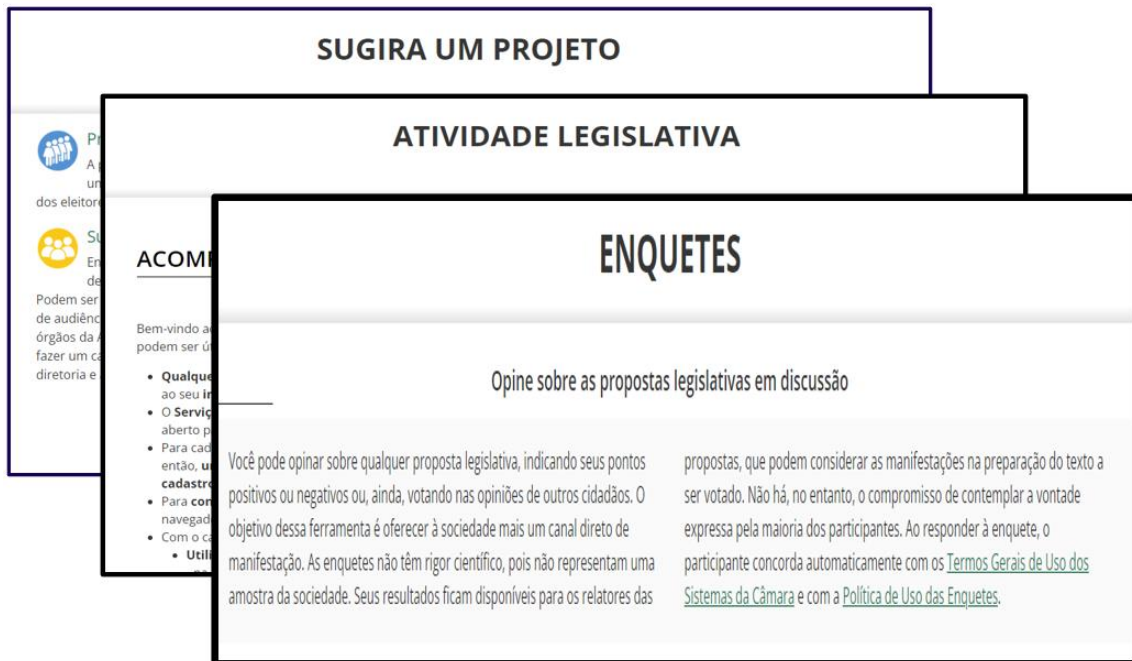 SUGIRA UM PROJETO
dos eleitore
Podem ser
de audiênc
fazer um ca
diretoria e
ATIVIDADE LEGISLATIVA
Bem-vindo
podem ser
• Qualque
ao seu
• O Serviç
aberto p
• Para cad
então,
cadastro
• Para con
navegad
• Com o ca
• Utili
ENQUETES
Opine sobre as propostas legislativas em discussão
Você pode opinar sobre qualquer proposta legislativa, indicando seus pontos
positivos ou negativos ou, ainda, votando nas opiniões de outros cidadãos. O
objetivo dessa ferramenta é oferecer à sociedade mais um canal direto de
manifestação. As enquetes não têm rigor científico, pois não representam uma
amostra da sociedade. Seus resultados ficam disponíveis para os relatores das
propostas, que podem considerar as manifestações na preparação do texto a
ser votado. Não há, no entanto, o compromisso de contemplar a vontade
expressa pela maioria dos participantes. Ao responder à enquete, o
participante concorda automaticamente com os Termos Gerais de Uso dos
Sistemas da Câmara e com a Política de Uso das Enquetes.